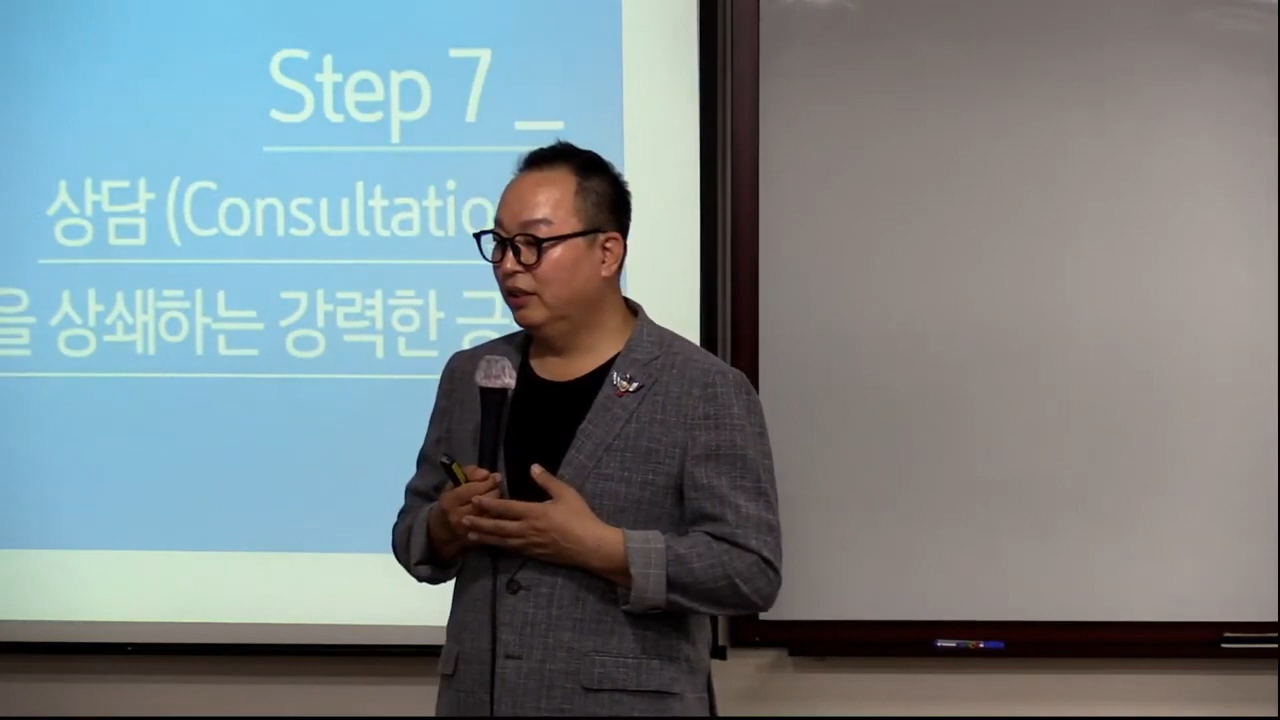 Step 7 _
상담 (Consultatio
을 상쇄하는 강력한